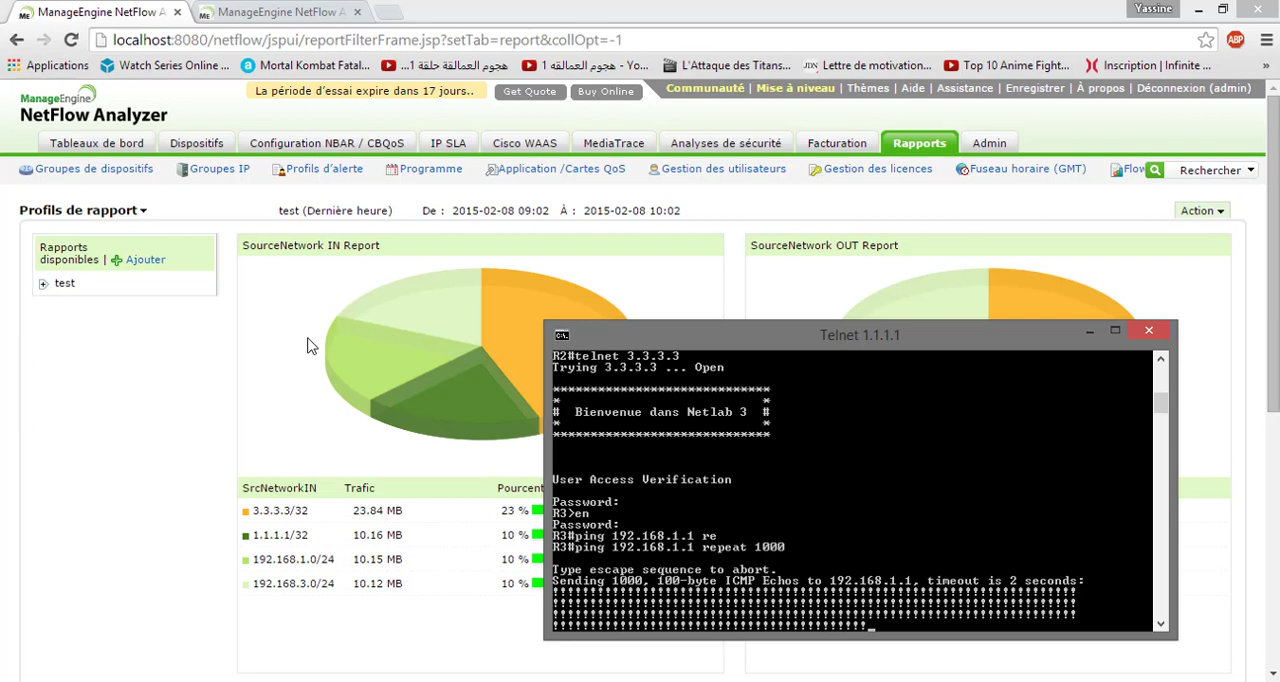 ManageEngine NetFlow A
ManageEngine NetFlow A
Yassine
localhost:8080/netflow/jspui/reportFilterFrame.jsp?setTab=report&collOpt=-1
ABP
Applications
Watch Series Online ...
Mortal Kombat Fatal...
هجوم العمالقة حلقة 1...
هجوم العمالقه 1 - Yo...
L'Attaque des Titans...
Lettre de motivation...
Top 10 Anime Fight...
Inscription | Infinite ...
»
ManageEngine
NetFlow Analyzer
La période d'essai expire dans 17 jours..
Get Quote
Buy Online
Communauté | Mise à niveau | Thèmes | Aide | Assistance | Enregistrer | À propos | Déconnexion (admin)
Tableaux de bord
Dispositifs
Configuration NBAR / CBQoS
IP SLA
Cisco WAAS
MediaTrace
Analyses de sécurité
Facturation
Rapports
Admin
Groupes de dispositifs
Groupes IP
Profils d'alerte
Programme
Application /Cartes QoS
Gestion des utilisateurs
Gestion des licences
Fuseau horaire (GMT)
Flow
Rechercher
Profils de rapport
test (Dernière heure)
De : 2015-02-08 09:02 À : 2015-02-08 10:02
Action
Rapports
disponibles | Ajouter
test
SourceNetwork IN Report
SourceNetwork OUT Report
SrcNetworkIN Trafic Pourcent
3.3.3.3/32 23.84 MB 23 %
1.1.1.1/32 10.16 MB 10 %
192.168.1.0/24 10.15 MB 10 %
192.168.3.0/24 10.12 MB 10 %
Telnet 1.1.1.1
R2#telnet 3.3.3.3
Trying 3.3.3.3 ... Open
*****************************
* *
# Bienvenue dans Netlab 3 #
* *
*****************************
User Access Verification
Password:
R3>en
Password:
R3#ping 192.168.1.1 re
R3#ping 192.168.1.1 repeat 1000
Type escape sequence to abort.
Sending 1000, 100-byte ICMP Echos to 192.168.1.1, timeout is 2 seconds:
!!!!!!!!!!!!!!!!!!!!!!!!!!!!!!!!!!!!!!!!!!!!!!!!!!!!!!!!!!!!!!!!!!!!!!
!!!!!!!!!!!!!!!!!!!!!!!!!!!!!!!!!!!!!!!!!!!!!!!!!!!!!!!!!!!!!!!!!!!!!!
!!!!!!!!!!!!!!!!!!!!!!!!!!!!!!!!!!!!!!!!!!!!!!!!!!!!!!!!!!!!!!!!!!!!!!
!!!!!!!!!!!!!!!!!!!!!!!!!!!!!!!!!!!!!!!!!!_